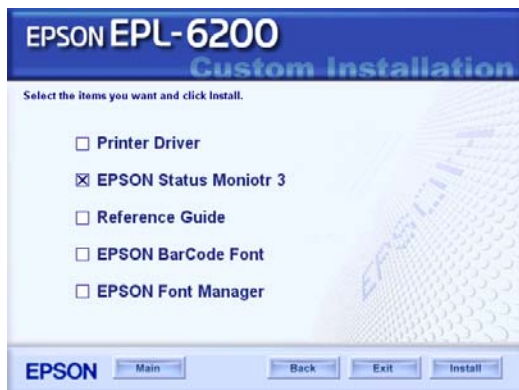 EPSON EPL-6200
Custom Installation
Select the items you want and click Install.
Printer Driver
EPSON Status Moniotr 3
Reference Guide
EPSON BarCode Font
EPSON Font Manager
EPSON
EPSON Main Back Exit Install